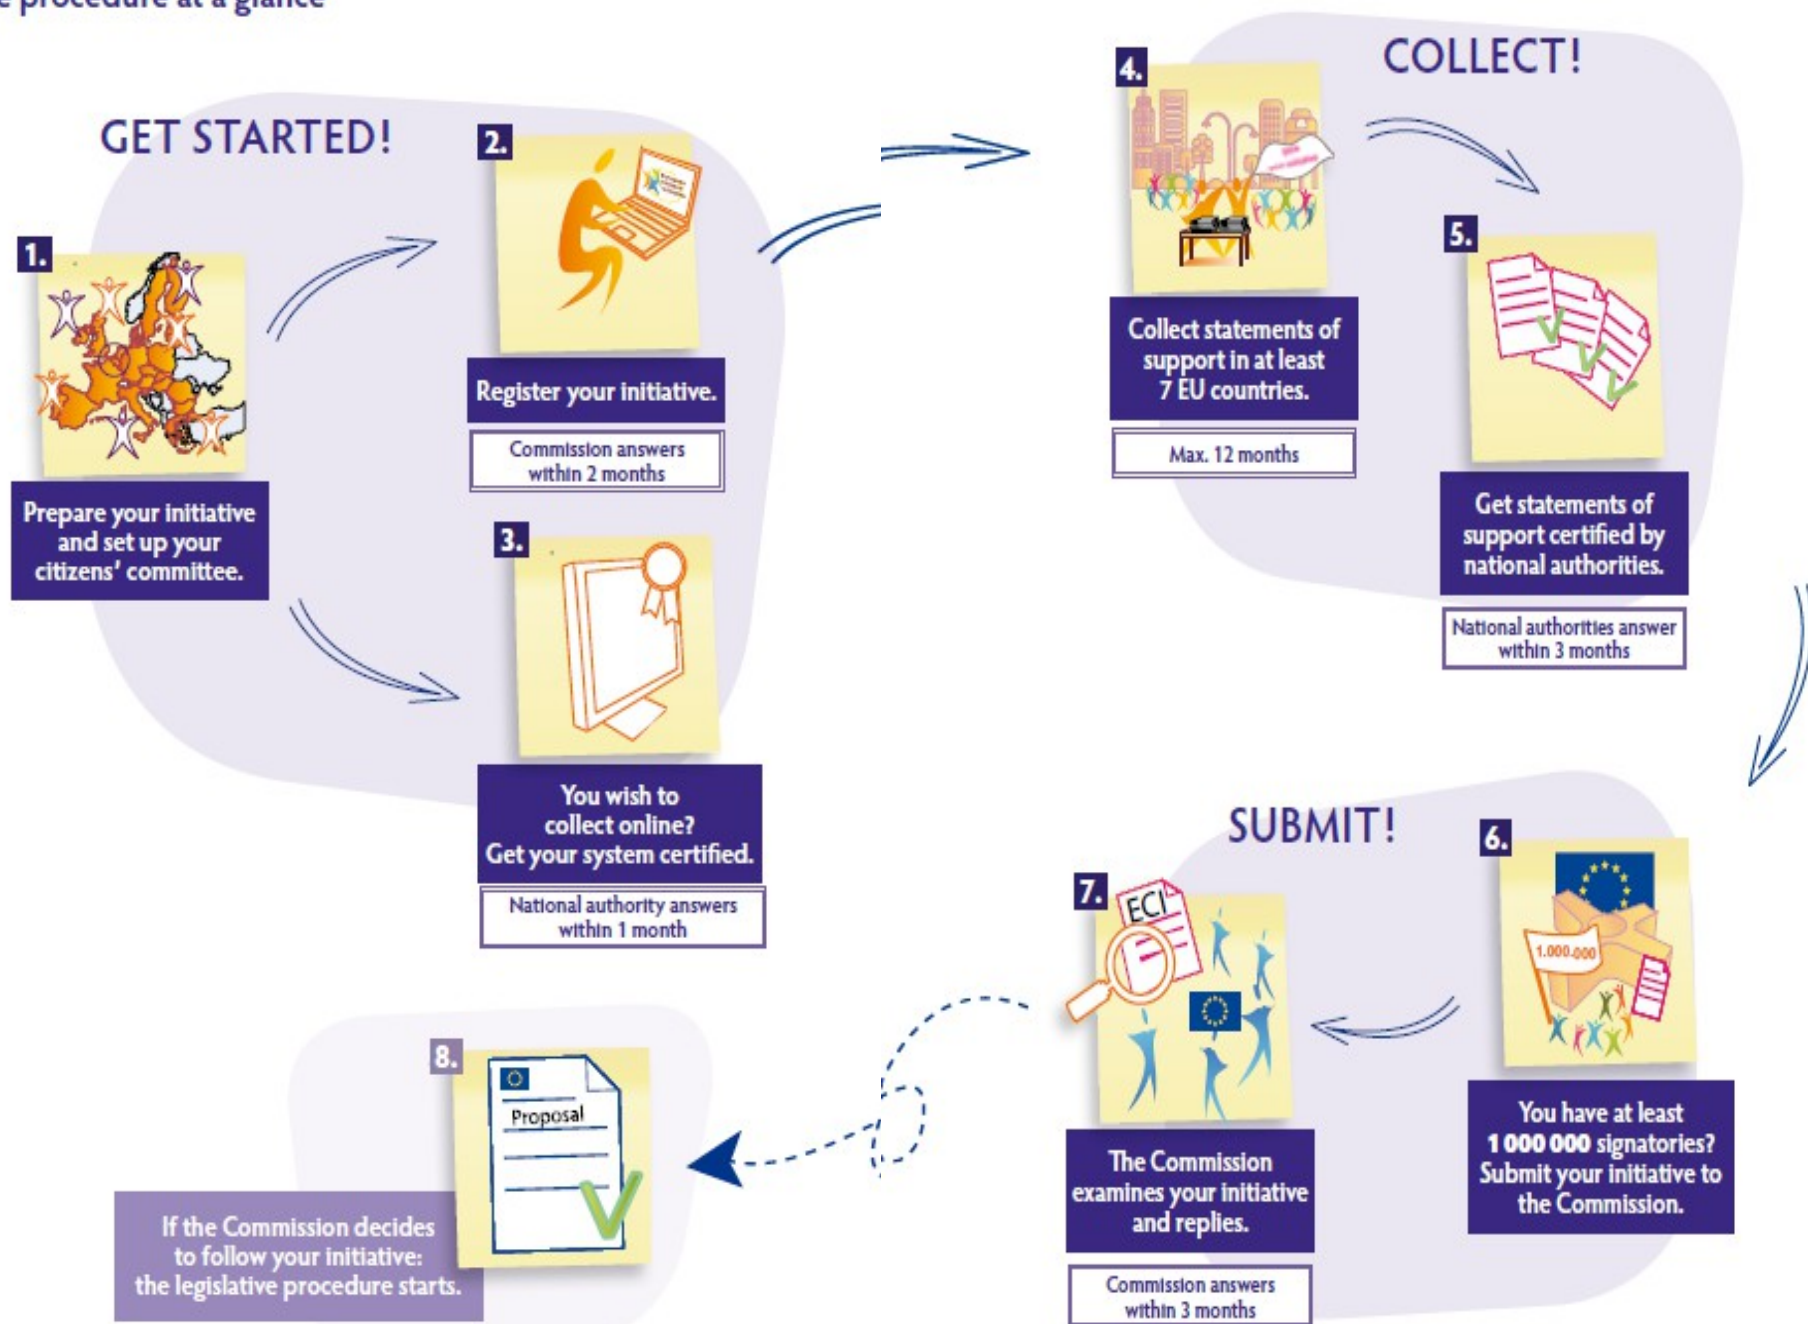 procedure at a glance
GET STARTED!
1.
Prepare your initiative
and set up your
citizens' committee.
2.
Register your initiative.
Commission answers
within 2 months
3.
You wish to
collect online?
Get your system certified.
National authority answers
within 1 month
COLLECT!
4.
Collect statements of
support in at least
7 EU countries.
Max. 12 months
5.
Get statements of
support certified by
national authorities.
National authorities answer
within 3 months
SUBMIT!
6.
1.000.000
You have at least
1 000 000 signatories?
Submit your initiative to
the Commission.
7.
ECI
The Commission
examines your initiative
and replies.
Commission answers
within 3 months
8.
Proposal
If the Commission decides
to follow your initiative:
the legislative procedure starts.